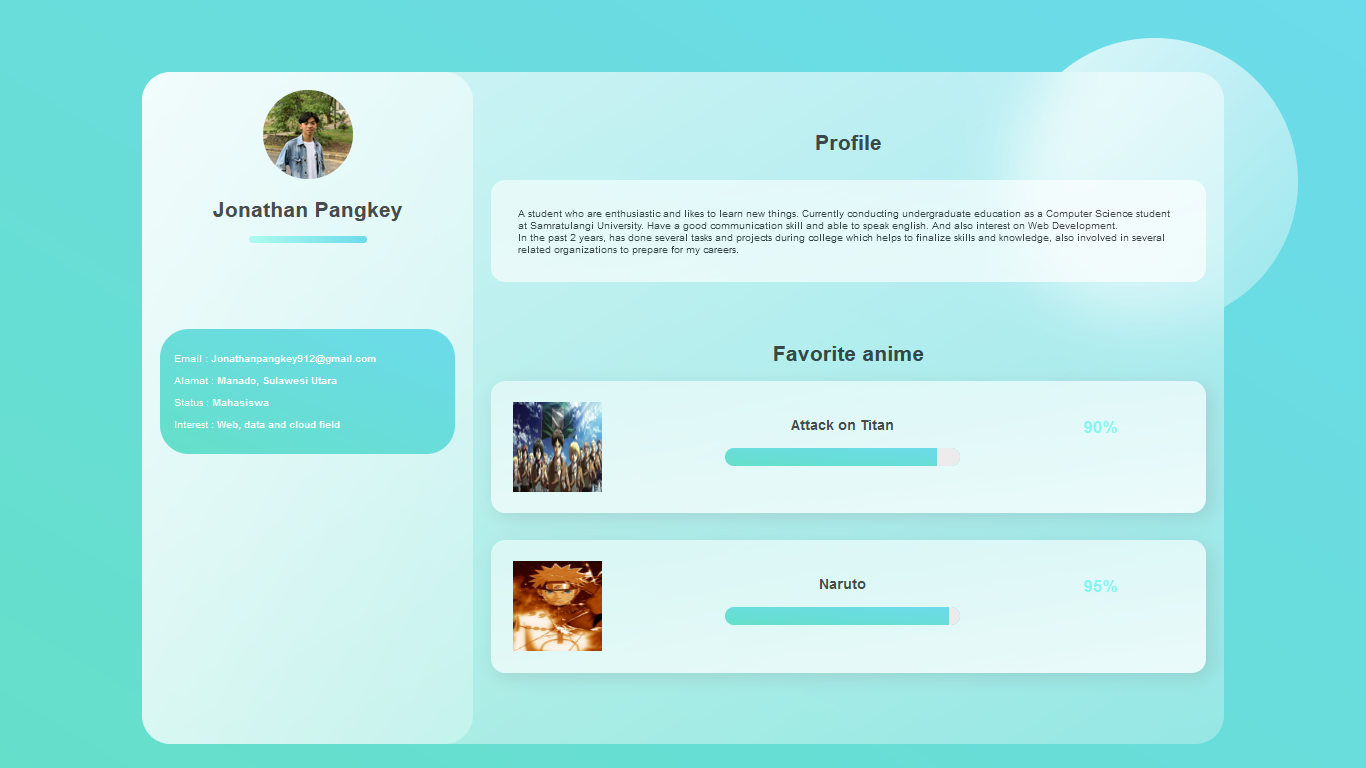 Jonathan Pangkey
Email : Jonathanpangkey912@gmail.com
Alamat : Manado, Sulawesi Utara
Status : Mahasiswa
Interest : Web, data and cloud field
Profile
A student who are enthusiastic and likes to learn new things. Currently conducting undergraduate education as a Computer Science student
at Samratulangi University. Have a good communication skill and able to speak english. And also interest on Web Development.
In the past 2 years, has done several tasks and projects during college which helps to finalize skills and knowledge, also involved in several
related organizations to prepare for my careers.
Favorite anime
Attack on Titan
90%
Naruto
95%